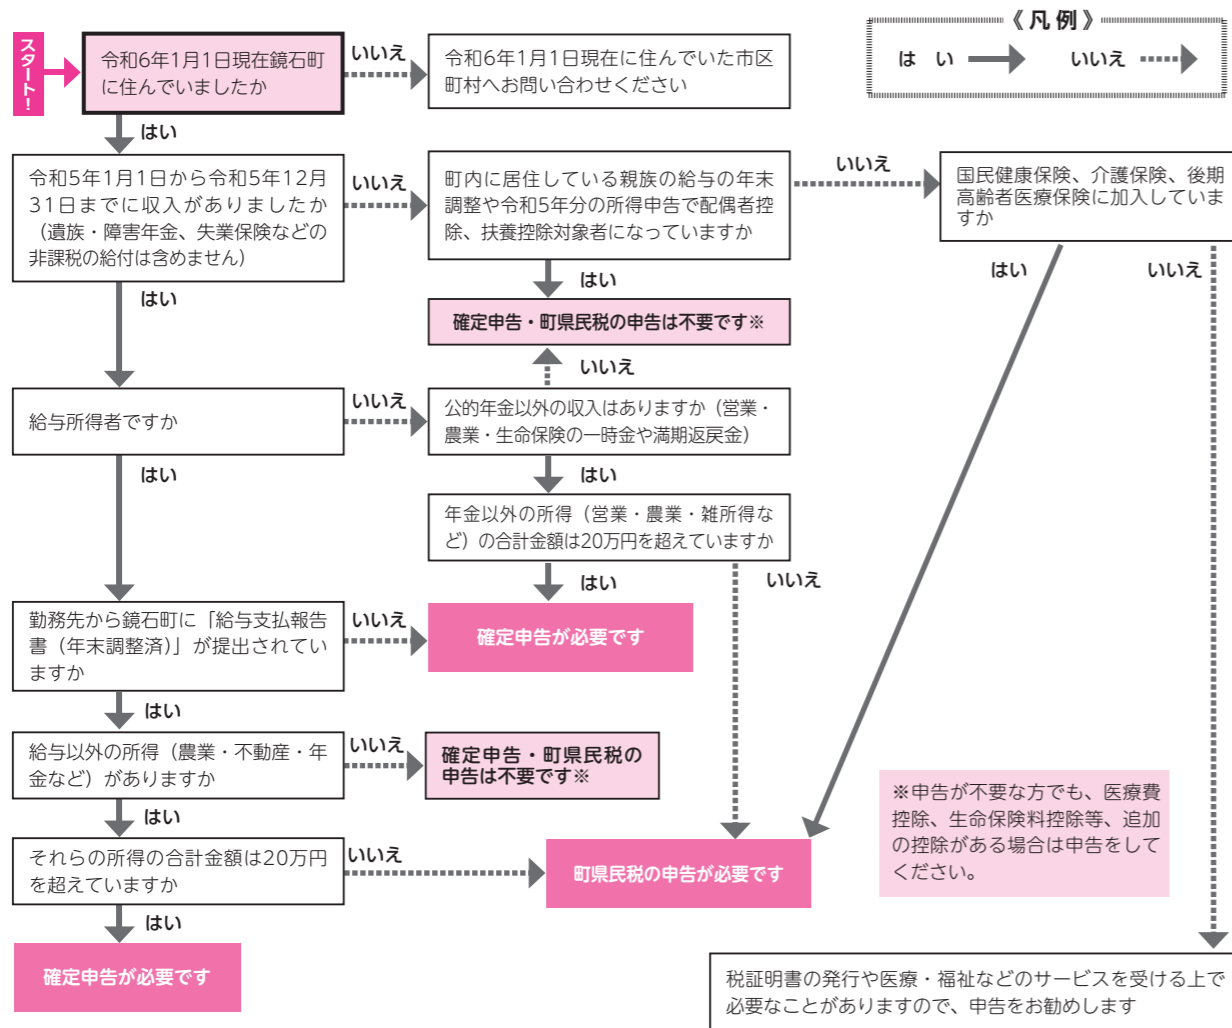 《凡例》
は い
いいえ
スタート!
令和6年1月1日現在鏡石町
に住んでいましたか
いいえ
令和6年1月1日現在に住んでいた市区
町村へお問い合わせください
はい
令和5年1月1日から令和5年12月
31日までに収入がありましたか
(遺族・障害年金、失業保険などの
非課税の給付は含めません)
いいえ
町内に居住している親族の給与の年末
調整や令和5年分の所得申告で配偶者控
除、扶養控除対象者になっていますか
いいえ
国民健康保険、介護保険、後期
高齢者医療保険に加入していま
すか
はい
いいえ
はい
はい
確定申告・町県民税の申告は不要です※
いいえ
給与所得者ですか
いいえ
公的年金以外の収入はありますか(営業・
農業・生命保険の一時金や満期返戻金)
はい
はい
年金以外の所得(営業・農業・雑所得な
ど)の合計金額は20万円を超えていますか
はい
いいえ
勤務先から鏡石町に「給与支払報告
書(年末調整済)」が提出されてい
ますか
いいえ
確定申告が必要です
はい
給与以外の所得(農業・不動産・年
金など)がありますか
いいえ
確定申告・町県民税の
申告は不要です※
はい
それらの所得の合計金額は20万円
を超えていますか
いいえ
町県民税の申告が必要です
※申告が不要な方でも、医療費
控除、生命保険料控除等、追加
の控除がある場合は申告をして
ください。
はい
確定申告が必要です
税証明書の発行や医療・福祉などのサービスを受ける上で
必要なことがありますので、申告をお勧めします